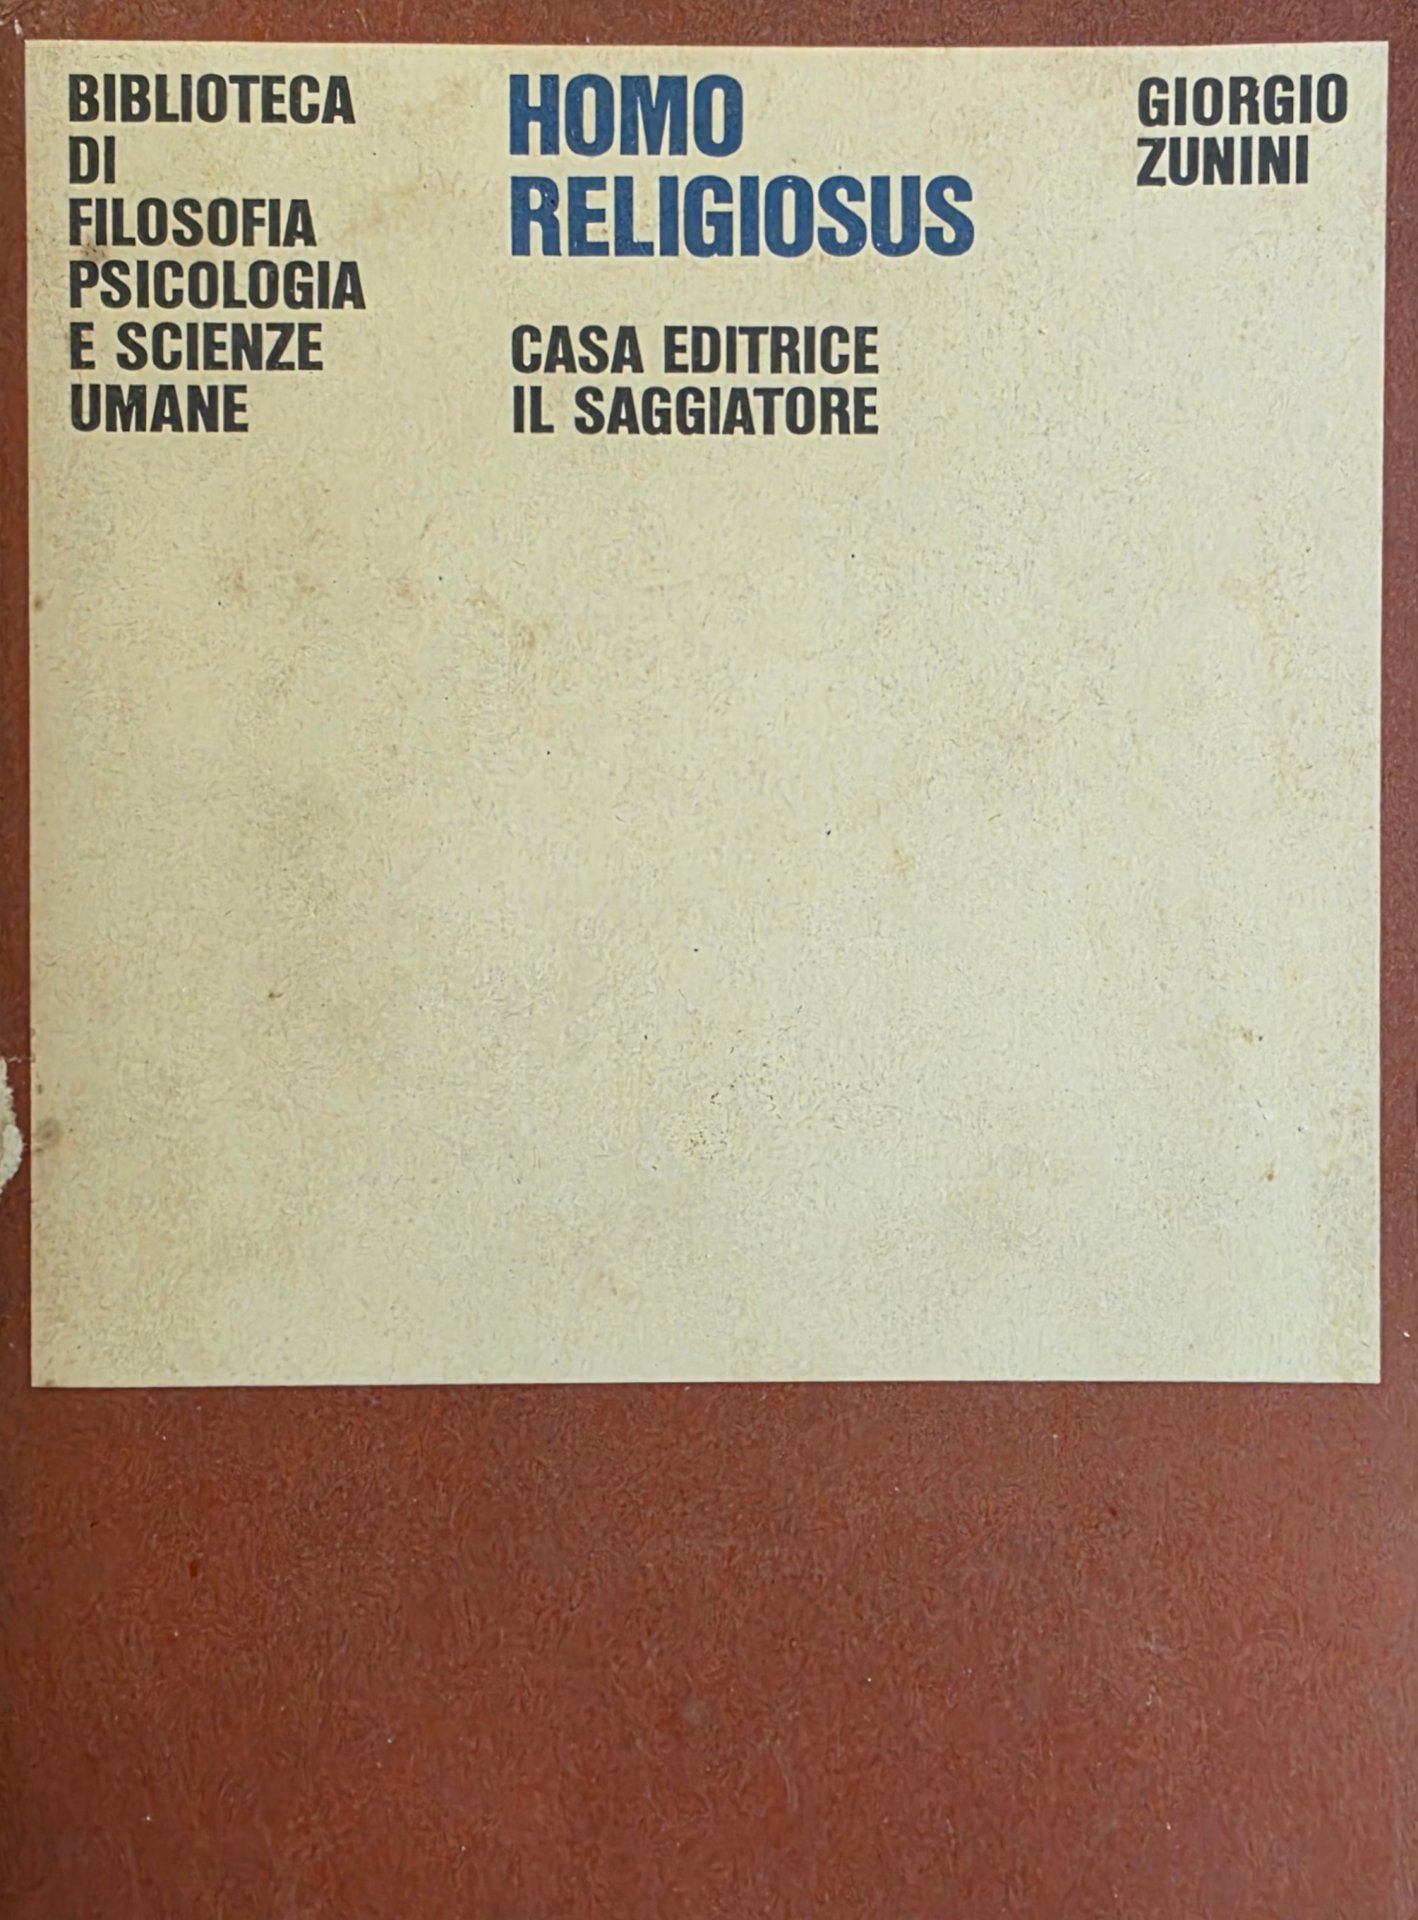 BIBLIOTECA
DI
FILOSOFIA
PSICOLOGIA
E SCIENZE
UMANE
HOMO
RELIGIOSUS
CASA EDITRICE
IL SAGGIATORE
GIORGIO
ZUNINI